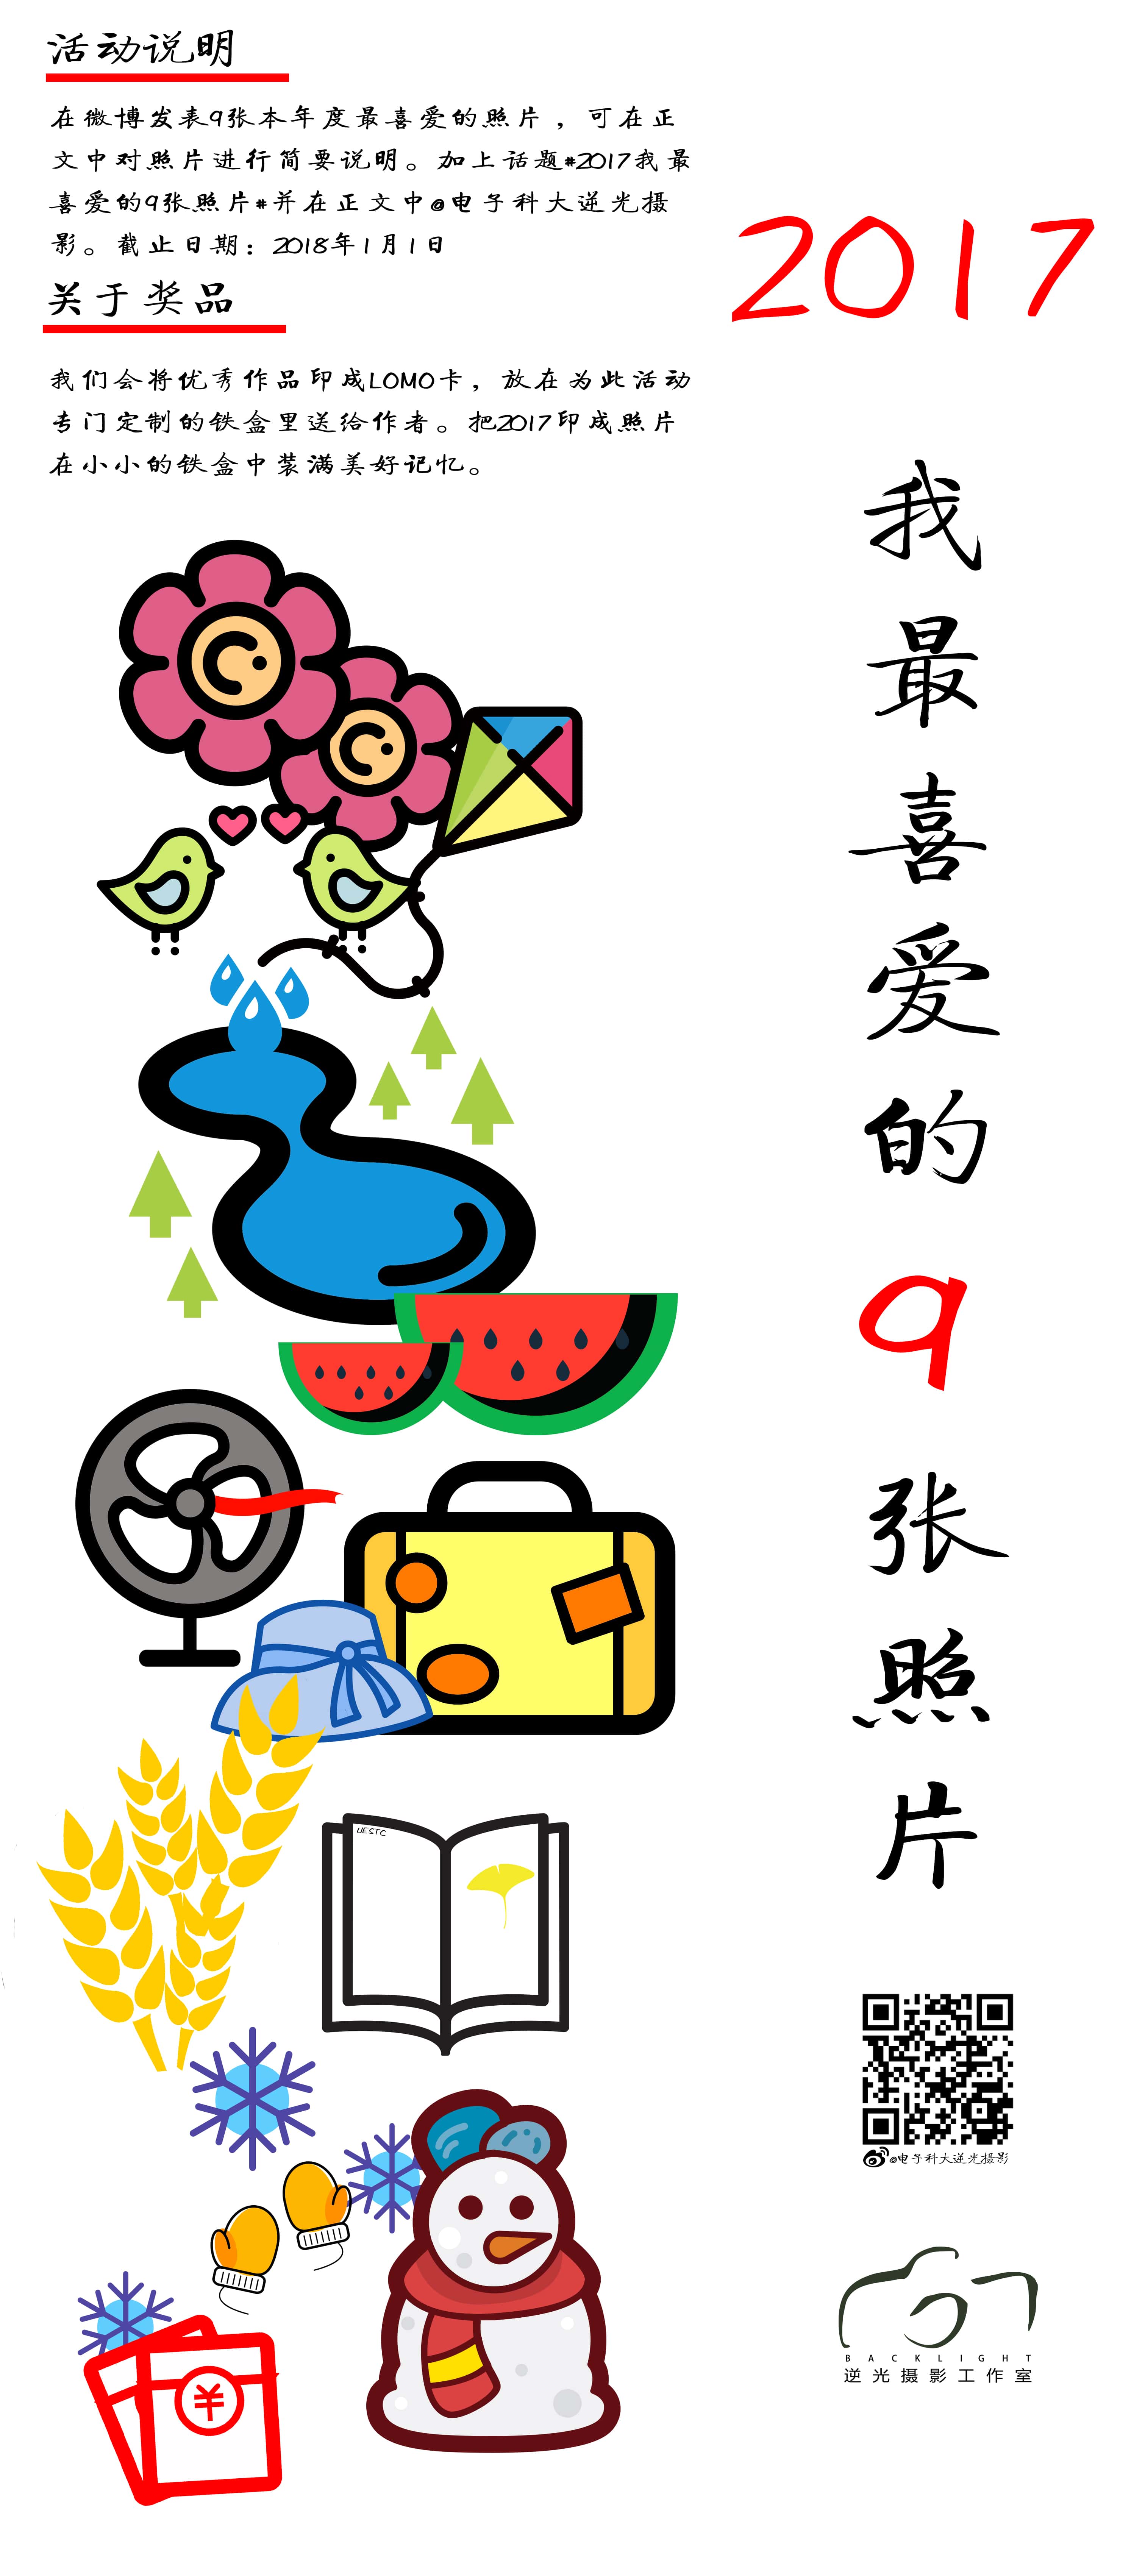 活动说明
在微博发表9张本年度最喜爱的照片，可在正
文中对照片进行简要说明。加上话题#2017我最
喜爱的9张照片#并在正文中@电子科大逆光摄
影。截止日期：2018年1月1日
关于奖品
我们会将优秀作品印成LOMO卡，放在为此活动
专门定制的铁盒里送给作者。把2017印成照片
在小小的铁盒中装满美好记忆。
2017
我最喜爱的9张照片
UESTC
¥
@电子科大逆光摄影
BACKLIGHT
逆光摄影工作室